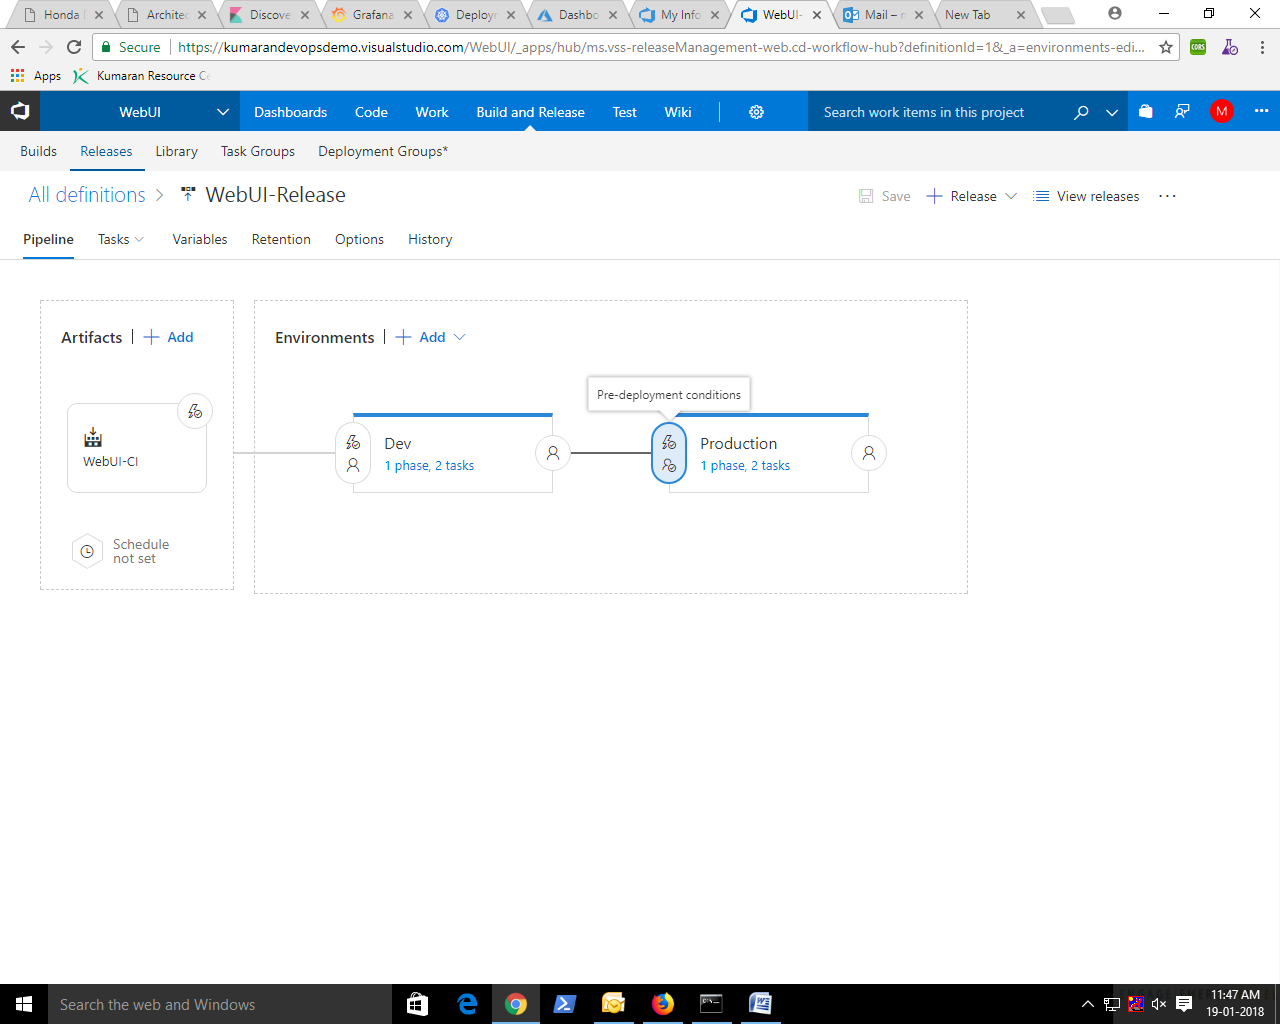 Honda
Architec
Discove
Grafana
Deployr
Dashbo
My Info
WebUI-
Mail –
New Tab
Secure
https://kumarandevopsdemo.visualstudio.com/WebUI/_apps/hub/ms.vss-releaseManagement-web.cd-workflow-hub?definitionId=1&_a=environments-edi...
CORS
Apps
Kumaran Resource Ce
WebUI
Dashboards
Code
Work
Build and Release
Test
Wiki
Search work items in this project
M
Builds
Releases
Library
Task Groups
Deployment Groups*
All definitions > WebUI-Release
Save
+ Release
View releases
...
Pipeline
Tasks
Variables
Retention
Options
History
Artifacts | + Add
Environments | + Add
Pre-deployment conditions
WebUI-CI
Dev
1 phase, 2 tasks
Production
1 phase, 2 tasks
Schedule
not set
Search the web and Windows
11:47 AM
19-01-2018